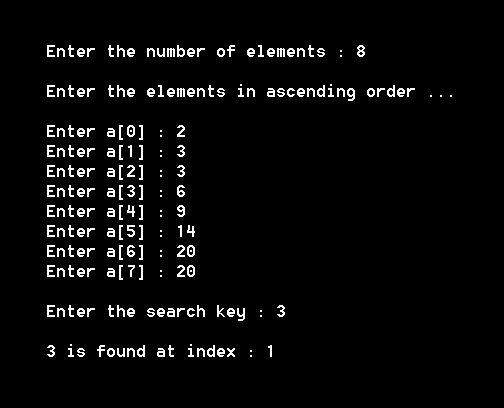 Enter the number of elements : 8
Enter the elements in ascending order ...
Enter a[0] : 2
Enter a[1] : 3
Enter a[2] : 3
Enter a[3] : 6
Enter a[4] : 9
Enter a[5] : 14
Enter a[6] : 20
Enter a[7] : 20
Enter the search key : 3
3 is found at index : 1